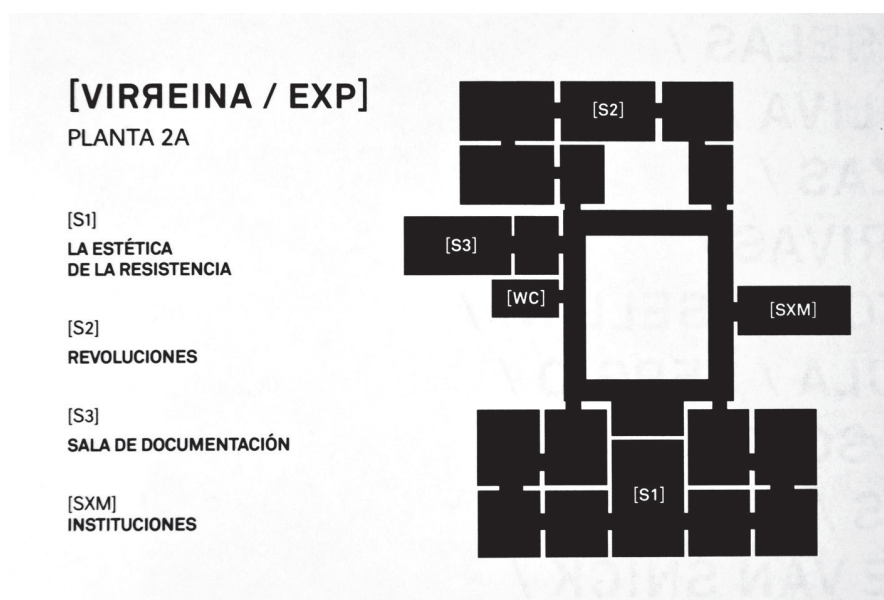 [VIRЯEINA / EXP]
PLANTA 2A
[S1]
LA ESTÉTICA
DE LA RESISTENCIA
[S2]
REVOLUCIONES
[S3]
SALA DE DOCUMENTACIÓN
[SXM]
INSTITUCIONES
[S2]
[S3]
[WC]
[SXM]
[S1]